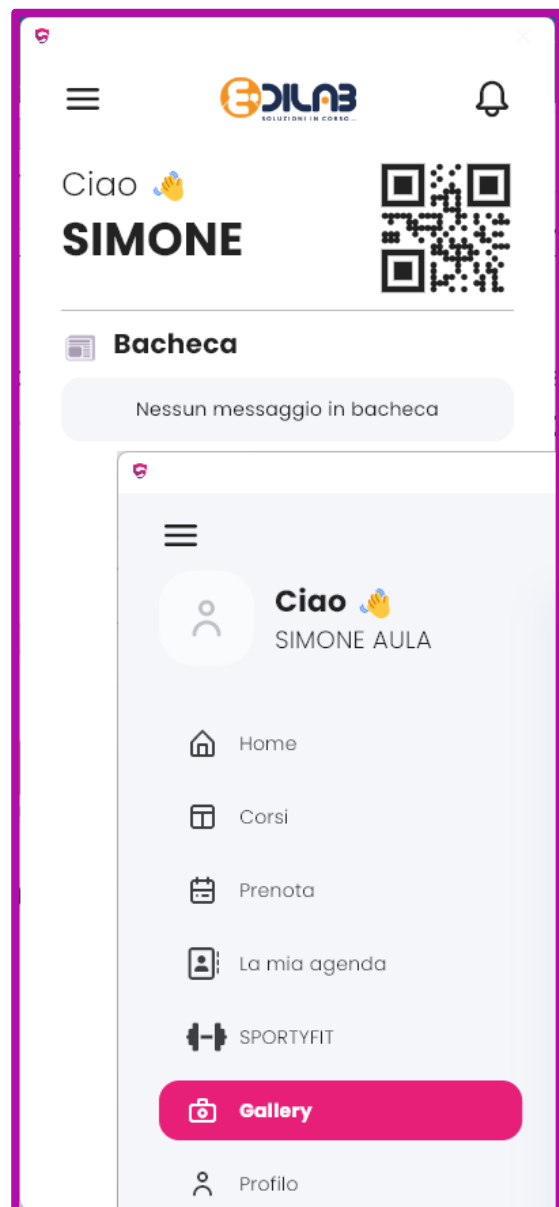 EDILAB
SOLUZIONI IN CORSO...
Ciao
SIMONE
Bacheca
Nessun messaggio in bacheca
Ciao
SIMONE AULA
Home
Corsi
Prenota
La mia agenda
SPORTYFIT
Gallery
Profilo